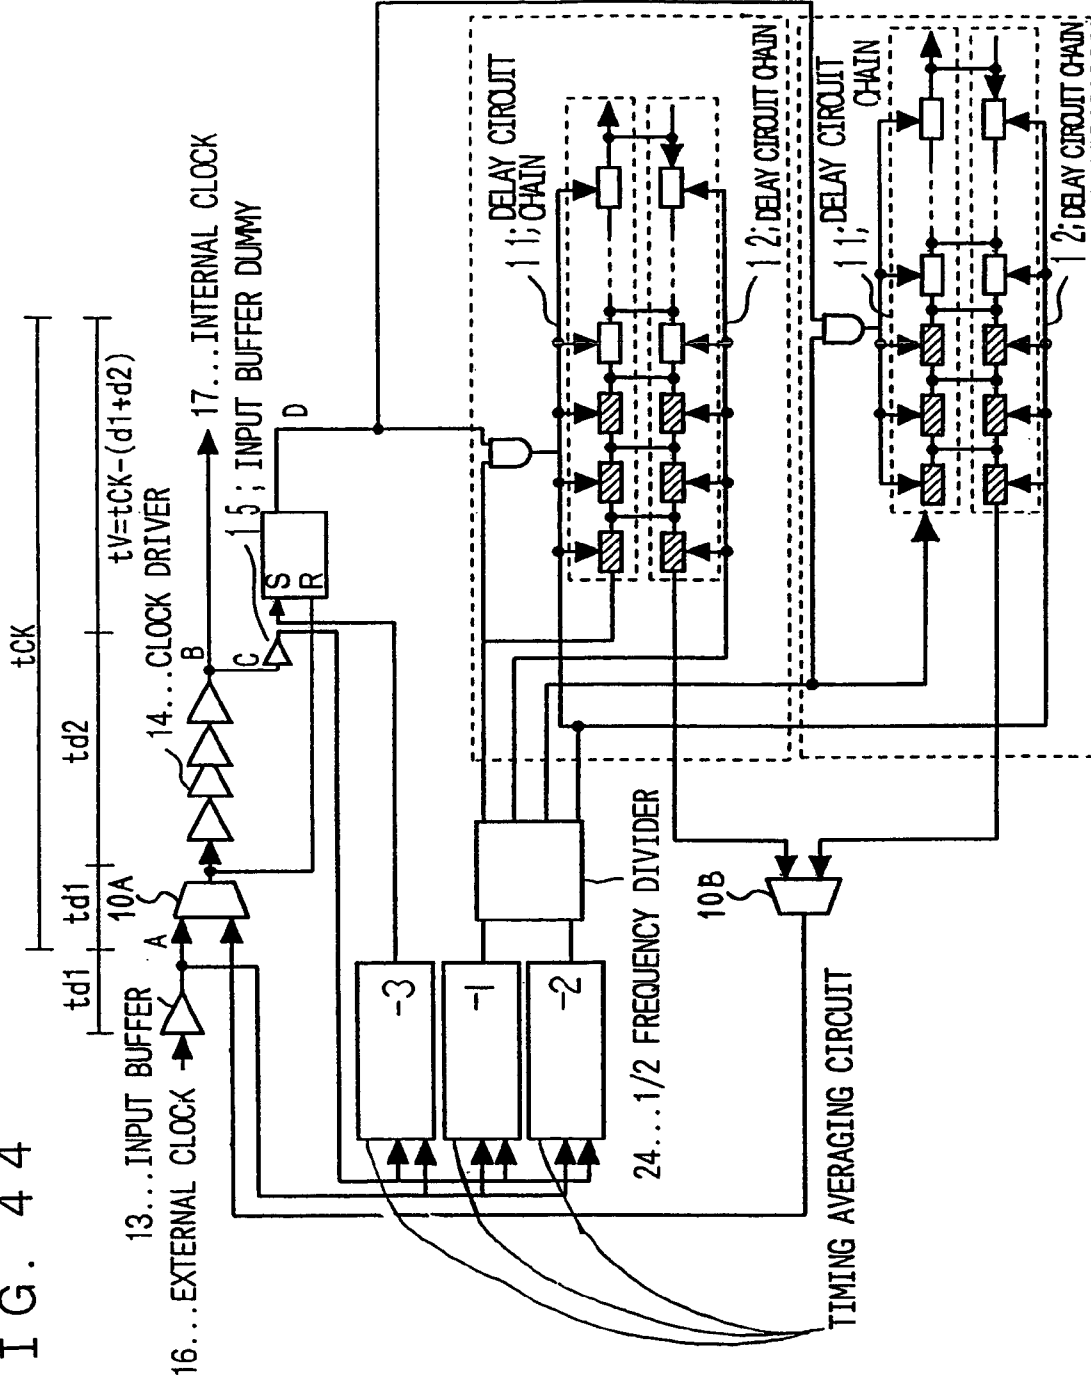 I G. 4 4
tCK
td1
td1
td2
tV=tCK-(d1+d2)
13...INPUT BUFFER
16...EXTERNAL CLOCK
A
10A
14...CLOCK DRIVER
B
17...INTERNAL CLOCK
C
15; INPUT BUFFER DUMMY
S
R
D
-3
-1
-2
24...1/2 FREQUENCY DIVIDER
10B
TIMING AVERAGING CIRCUIT
11; DELAY CIRCUIT
CHAIN
12; DELAY CIRCUIT CHAIN
11; DELAY CIRCUIT
CHAIN
12; DELAY CIRCUIT CHAIN